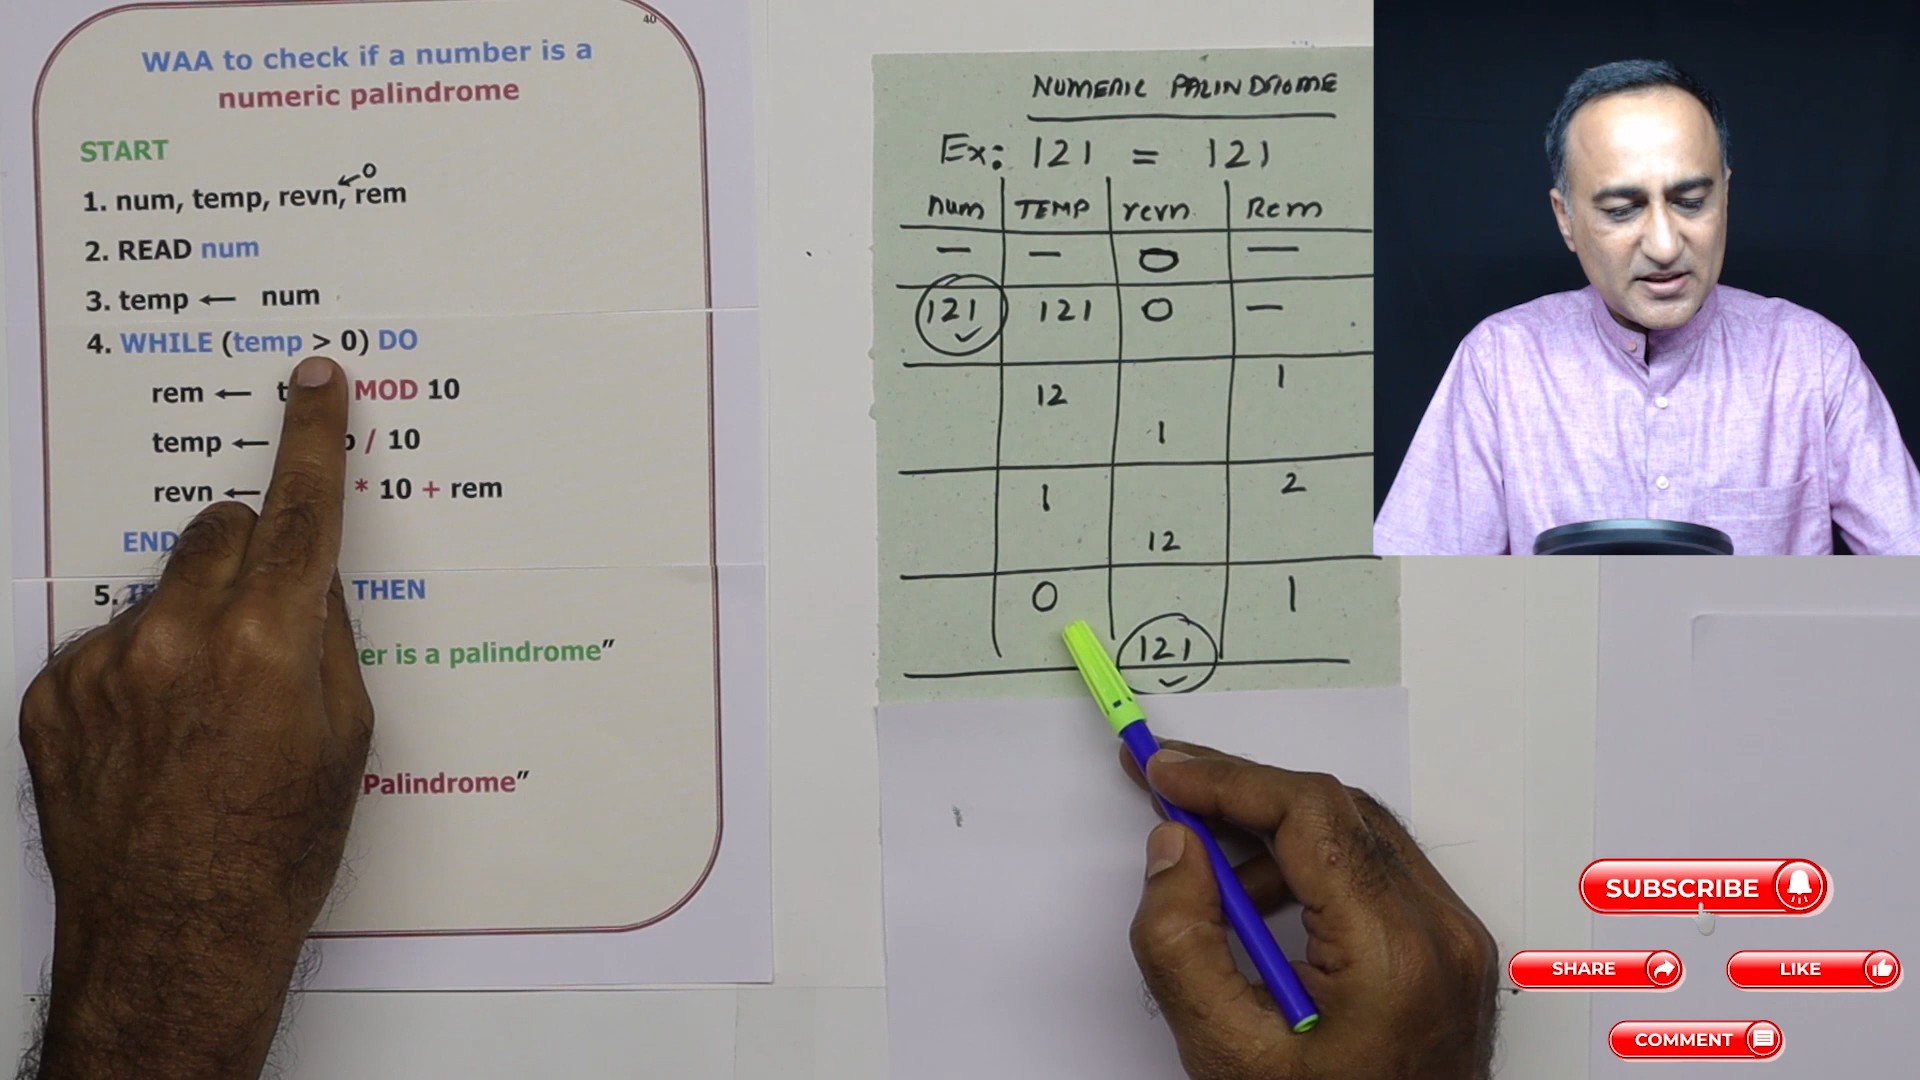 40
WAA to check if a number is a
numeric palindrome
START
0
1. num, temp, revn, rem
2. READ num
3. temp ← num
4. WHILE (temp > 0) DO
rem ← MOD 10
temp ← / 10
revn ← * 10 + rem
END
5. THEN
is a palindrome”
Palindrome”
NUMERIC PALINDROME
Ex: 121 = 121
num TEMP revn Rem
— — 0 —
121 121 0 —
12 1
1
1 2
12
0 1
121
SUBSCRIBE
SHARE LIKE
COMMENT